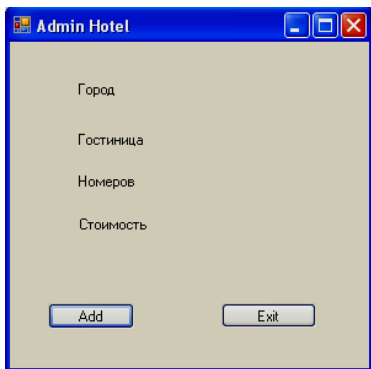 Admin Hotel
Город
Гостиница
Номеров
Стоимость
Add Exit